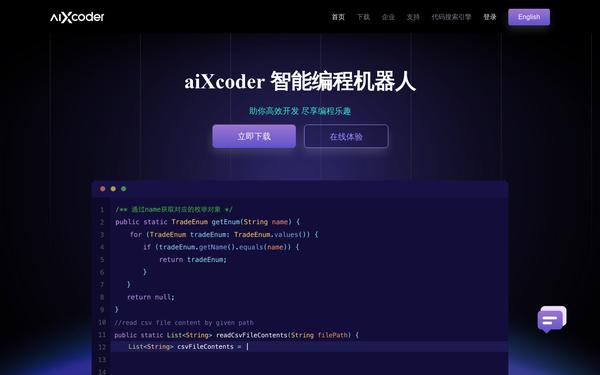 aiXcoder
首页 下载 企业 支持 代码搜索引擎 登录 English
aiXcoder 智能编程机器人
助你高效开发 尽享编程乐趣
立即下载 在线体验
1 /** 通过name获取对应的枚举对象 */
2 public static TradeEnum getEnum(String name) {
3 for (TradeEnum tradeEnum: TradeEnum.values()) {
4 if (tradeEnum.getName().equals(name)) {
5 return tradeEnum;
6 }
7 }
8 return null;
9 }
10 //read csv file content by given path
11 public static List<String> readCsvFileContents(String filePath) {
12 List<String> csvFileContents =
13
14